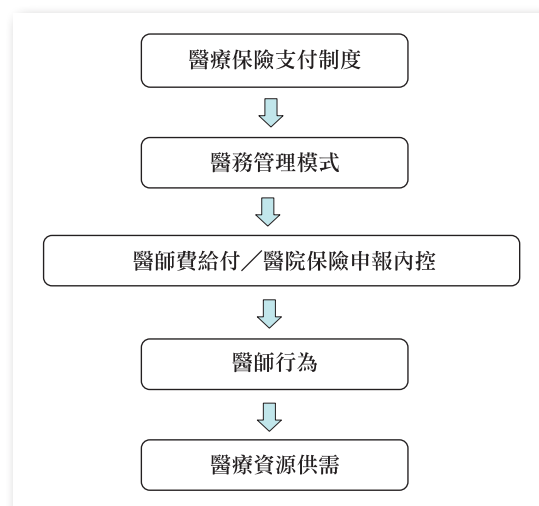 醫療保險支付制度
醫務管理模式
醫師費給付／醫院保險申報內控
醫師行為
醫療資源供需